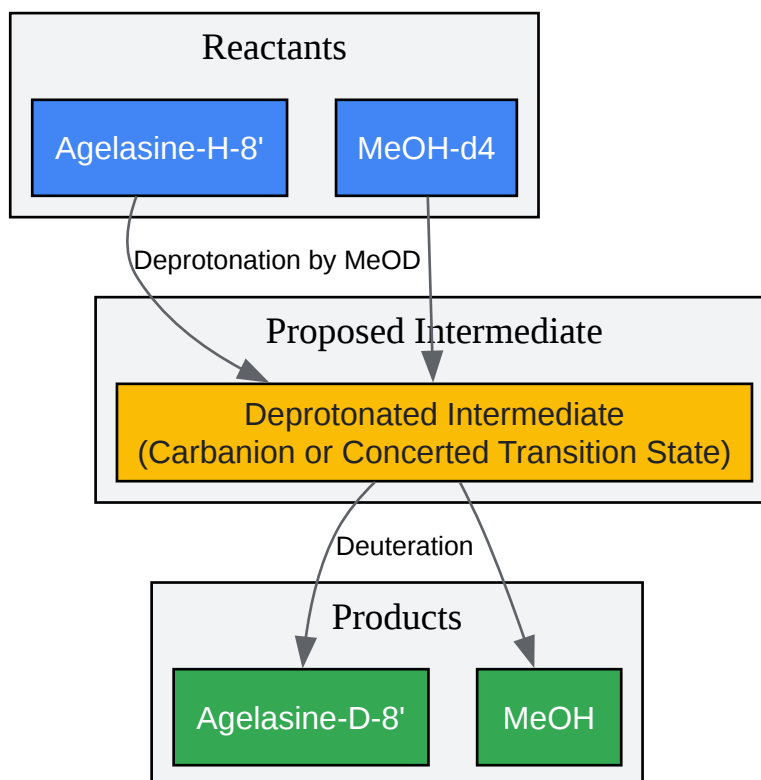 Reactants
Agelasine-H-8'
MeOH-d4
Deprotonation by MeOD
Proposed Intermediate
Deprotonated Intermediate
(Carbanion or Concerted Transition State)
Deuteration
Products
Agelasine-D-8'
MeOH